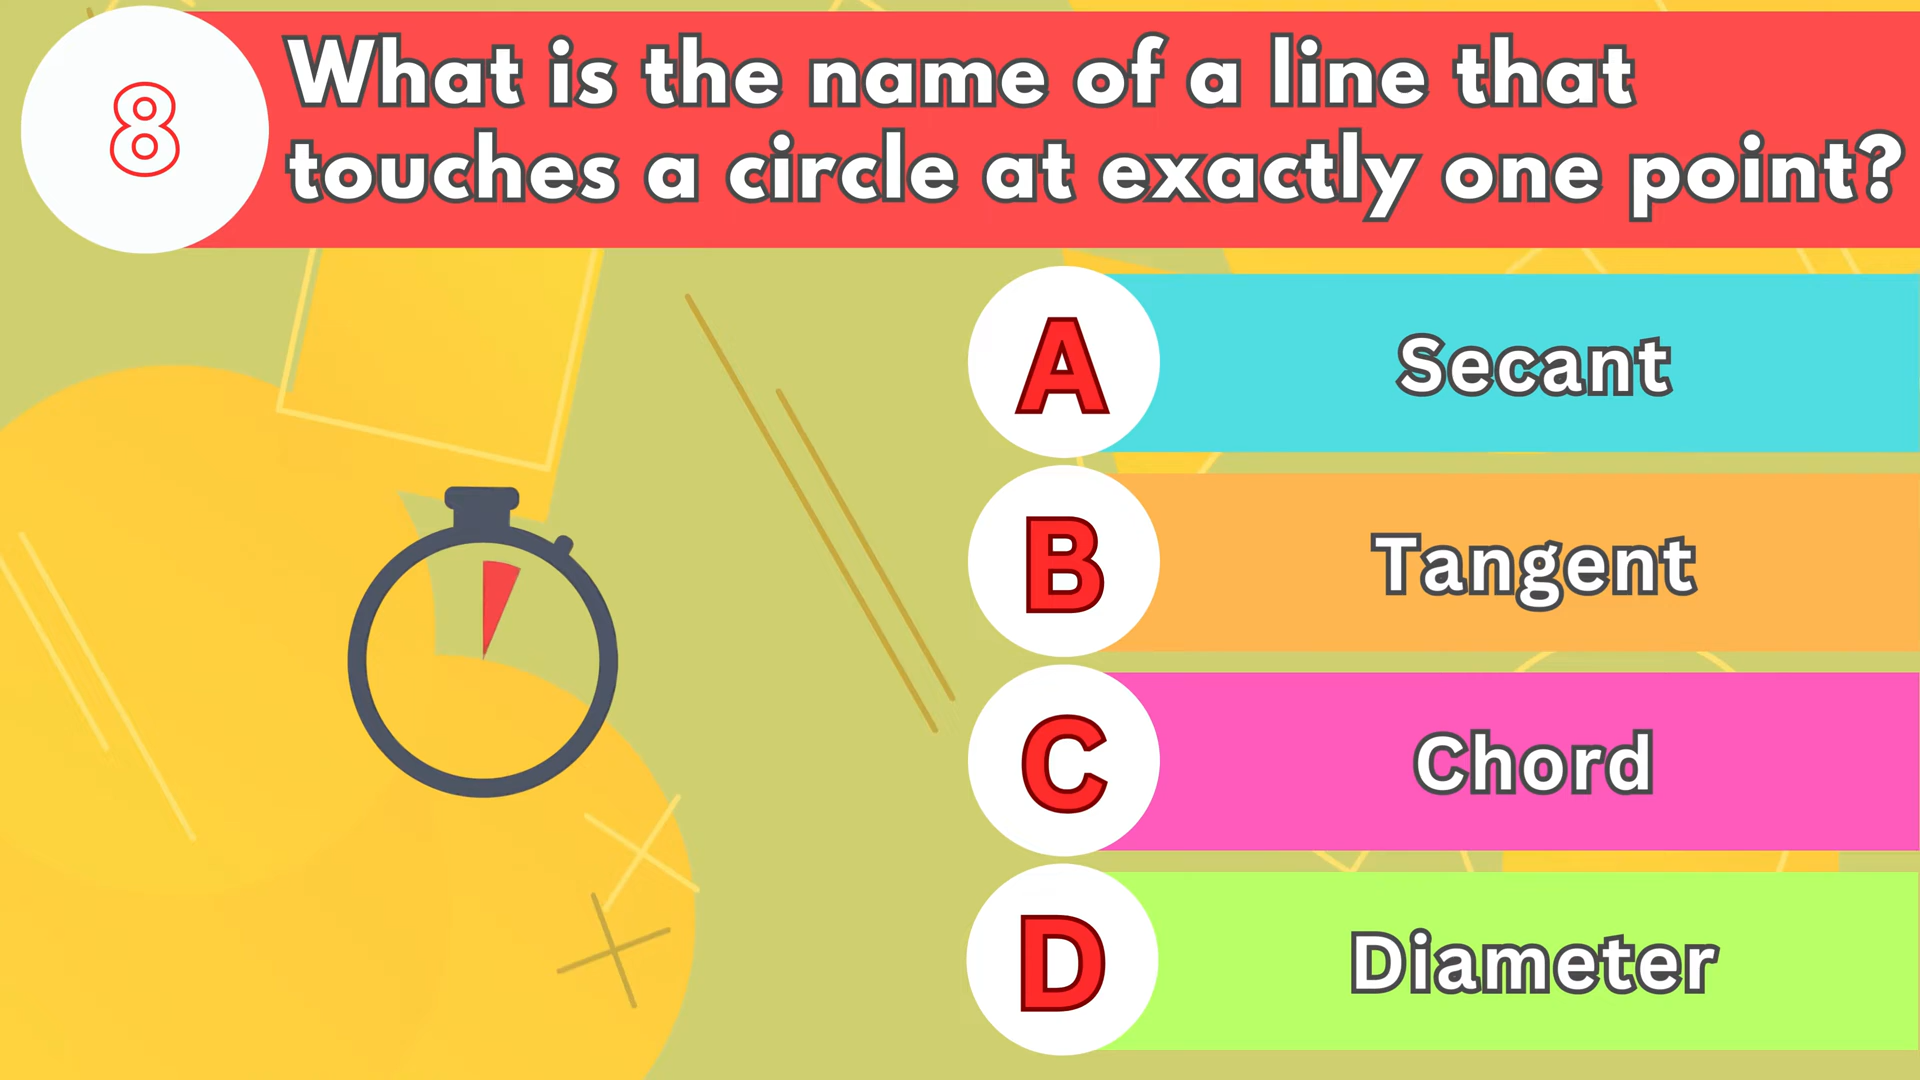 8
What is the name of a line that
touches a circle at exactly one point?
A
Secant
B
Tangent
C
Chord
D
Diameter